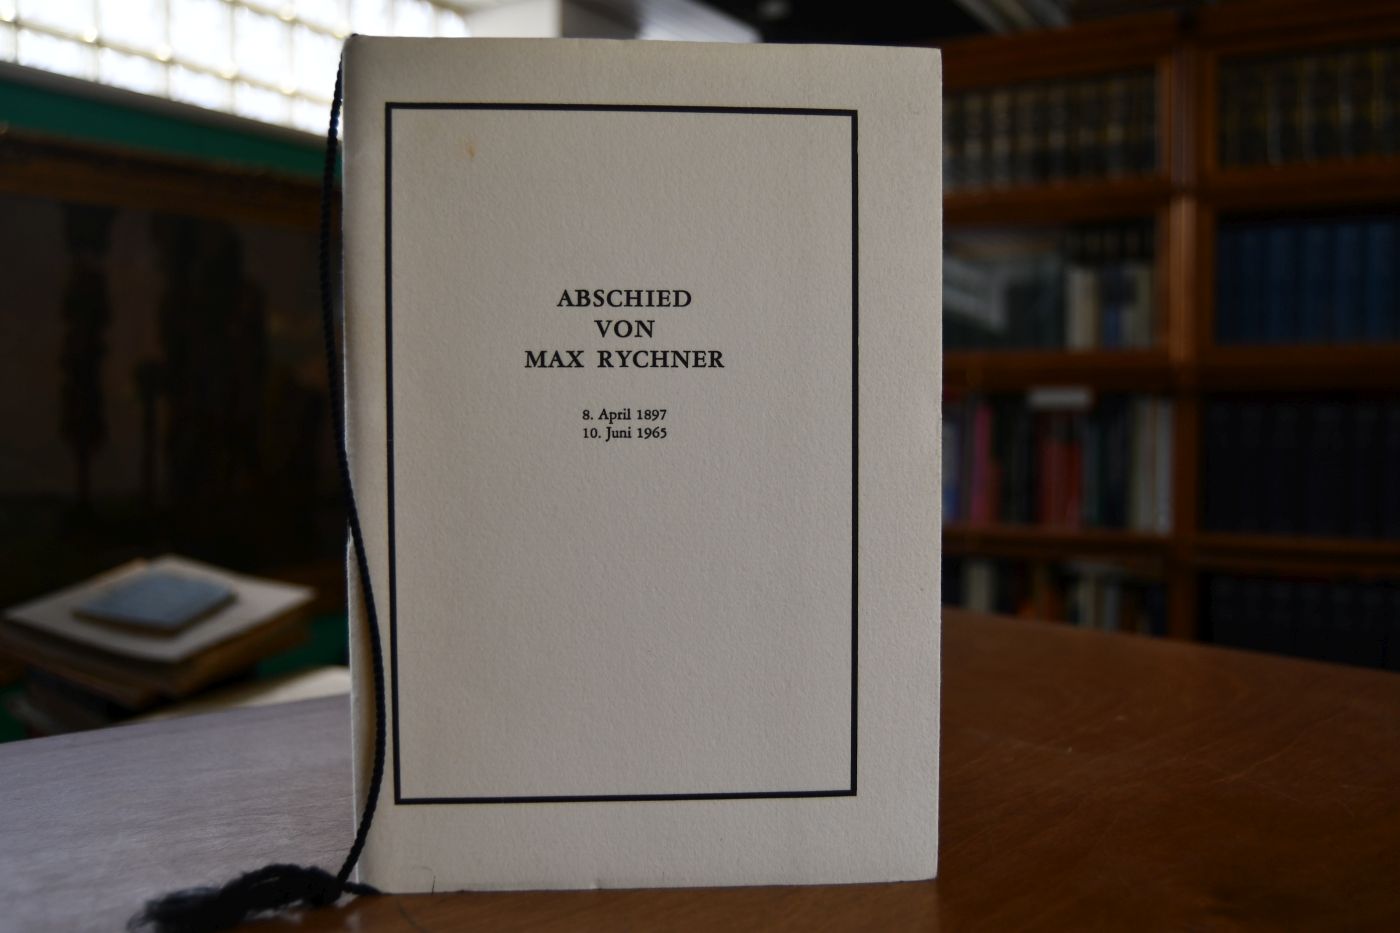 ABSCHIED
VON
MAX RYCHNER
8. April 1897
10. Juni 1965